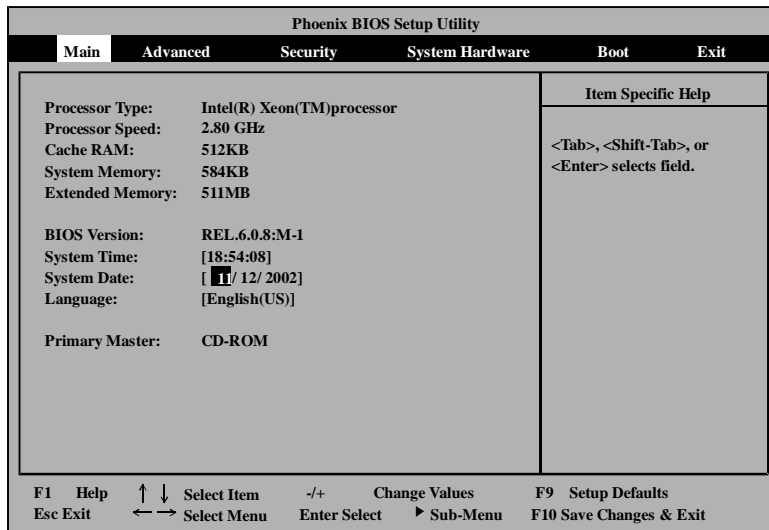 Phoenix BIOS Setup Utility
Main Advanced Security System Hardware Boot Exit
Processor Type: Intel(R) Xeon(TM)processor
Processor Speed: 2.80 GHz
Cache RAM: 512KB
System Memory: 584KB
Extended Memory: 511MB
BIOS Version: REL.6.0.8:M-1
System Time: [18:54:08]
System Date: [ 11/ 12/ 2002]
Language: [English(US)]
Primary Master: CD-ROM
Item Specific Help
<Tab>, <Shift-Tab>, or
<Enter> selects field.
F1 Help ↑ ↓ Select Item -/+ Change Values F9 Setup Defaults
Esc Exit ← → Select Menu Enter Select ▶ Sub-Menu F10 Save Changes & Exit